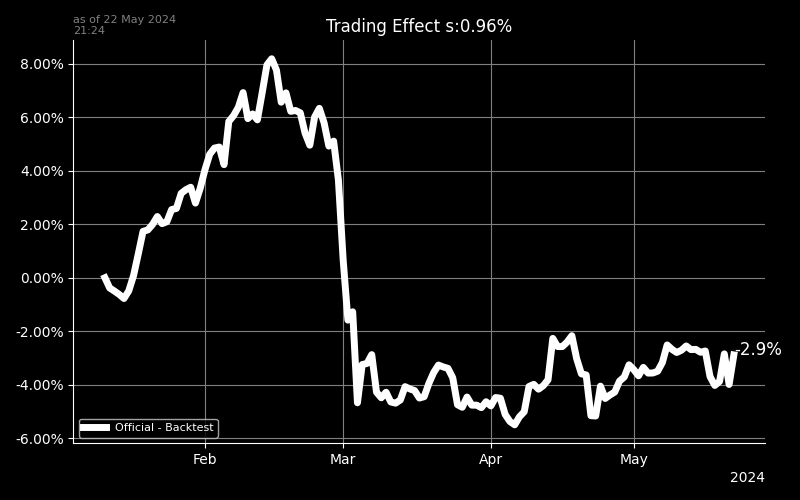 as of 22 May 2024
21:24
Trading Effect s:0.96%
8.00%
6.00%
4.00%
2.00%
0.00%
-2.00%
-4.00%
-6.00%
-2.9%
Official - Backtest
Feb
Mar
Apr
May
2024